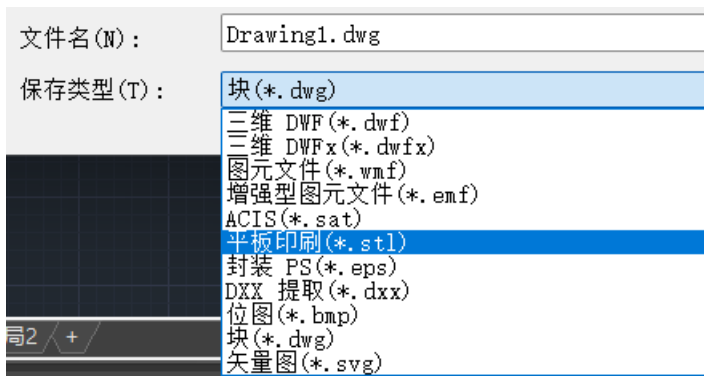 文件名(N): Drawing1.dwg
保存类型(T): 块(*.dwg)
三维 DWF(*.dwf)
三维 DWFx(*.dwfx)
图元文件(*.wmf)
增强型图元文件(*.emf)
ACIS(*.sat)
平板印刷(*.stl)
封装 PS(*.eps)
DXX 提取(*.dxx)
位图(*.bmp)
块(*.dwg)
矢量图(*.svg)
局2 +